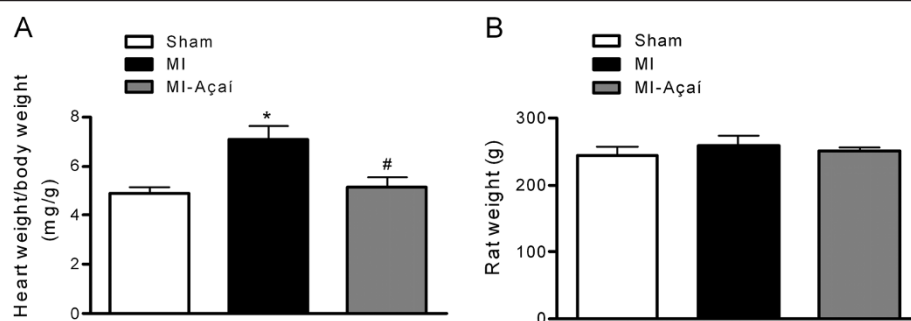 A
Sham
MI
MI-Açaí
Heart weight/body weight
(mg/g)
8
6
4
2
0
*
#
B
Sham
MI
MI-Açaí
Rat weight (g)
300
200
100
0